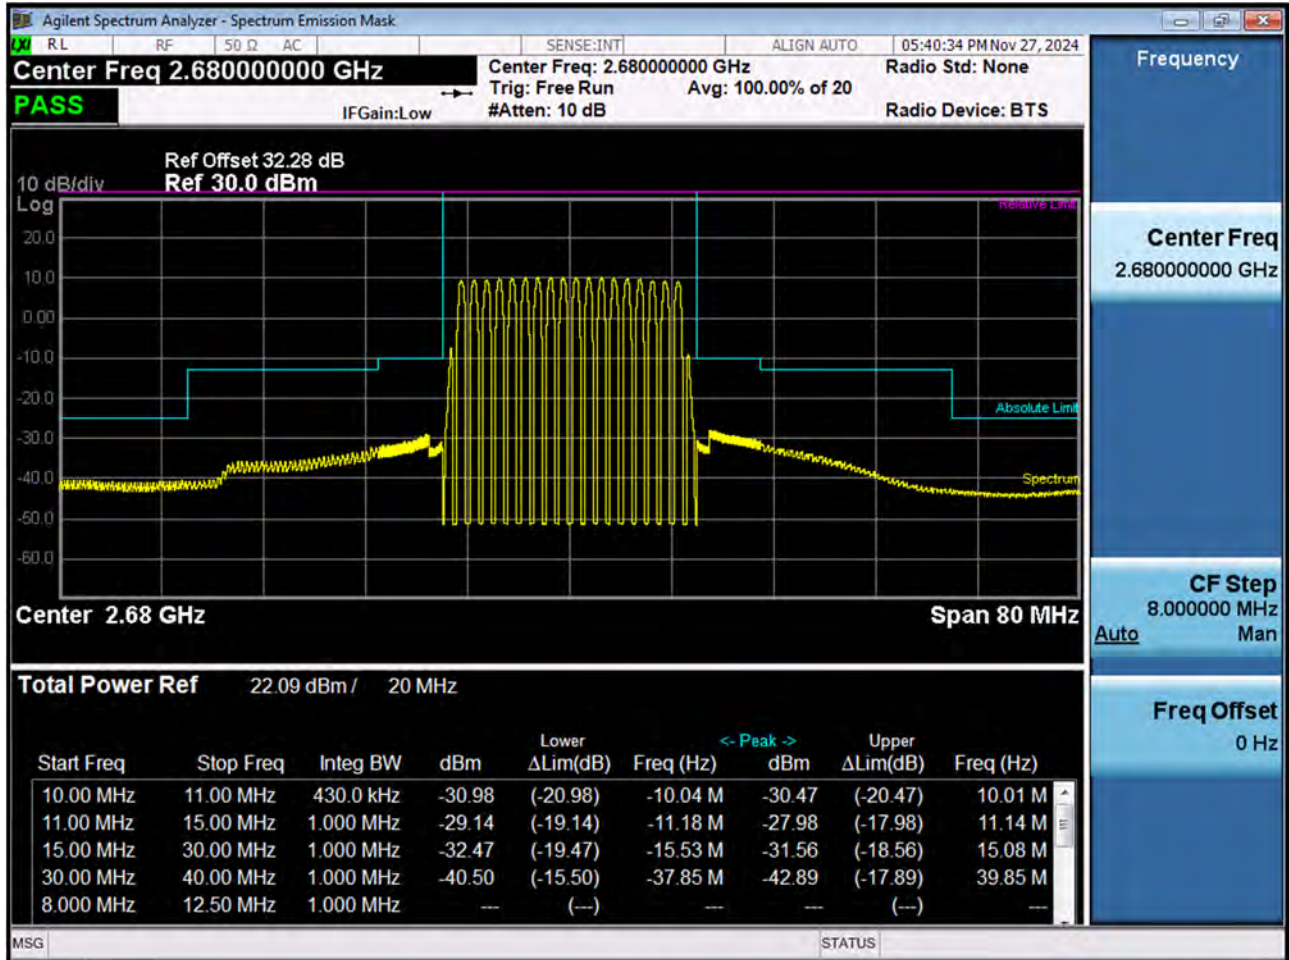 Agilent Spectrum Analyzer - Spectrum Emission Mask
LXI RL RF 50 Ω AC SENSE:INT ALIGN AUTO 05:40:34 PM Nov 27, 2024
Center Freq 2.680000000 GHz
Center Freq: 2.680000000 GHz
Radio Std: None
Trig: Free Run Avg: 100.00% of 20
PASS
IFGain:Low
#Atten: 10 dB
Radio Device: BTS
Ref Offset 32.28 dB
10 dB/div Ref 30.0 dBm
Log
Relative Limit
20.0
10.0
0.00
-10.0
-20.0
Absolute Limit
-30.0
-40.0
Spectrum
-50.0
-60.0
Center 2.68 GHz Span 80 MHz
Total Power Ref 22.09 dBm / 20 MHz
Lower <- Peak -> Upper
Start Freq Stop Freq Integ BW dBm ΔLim(dB) Freq (Hz) dBm ΔLim(dB) Freq (Hz)
10.00 MHz 11.00 MHz 430.0 kHz -30.98 (-20.98) -10.04 M -30.47 (-20.47) 10.01 M
11.00 MHz 15.00 MHz 1.000 MHz -29.14 (-19.14) -11.18 M -27.98 (-17.98) 11.14 M
15.00 MHz 30.00 MHz 1.000 MHz -32.47 (-19.47) -15.53 M -31.56 (-18.56) 15.08 M
30.00 MHz 40.00 MHz 1.000 MHz -40.50 (-15.50) -37.85 M -42.89 (-17.89) 39.85 M
8.000 MHz 12.50 MHz 1.000 MHz --- (---) --- --- (---) ---
MSG STATUS
Frequency
Center Freq
2.680000000 GHz
CF Step
8.000000 MHz
Auto Man
Freq Offset
0 Hz